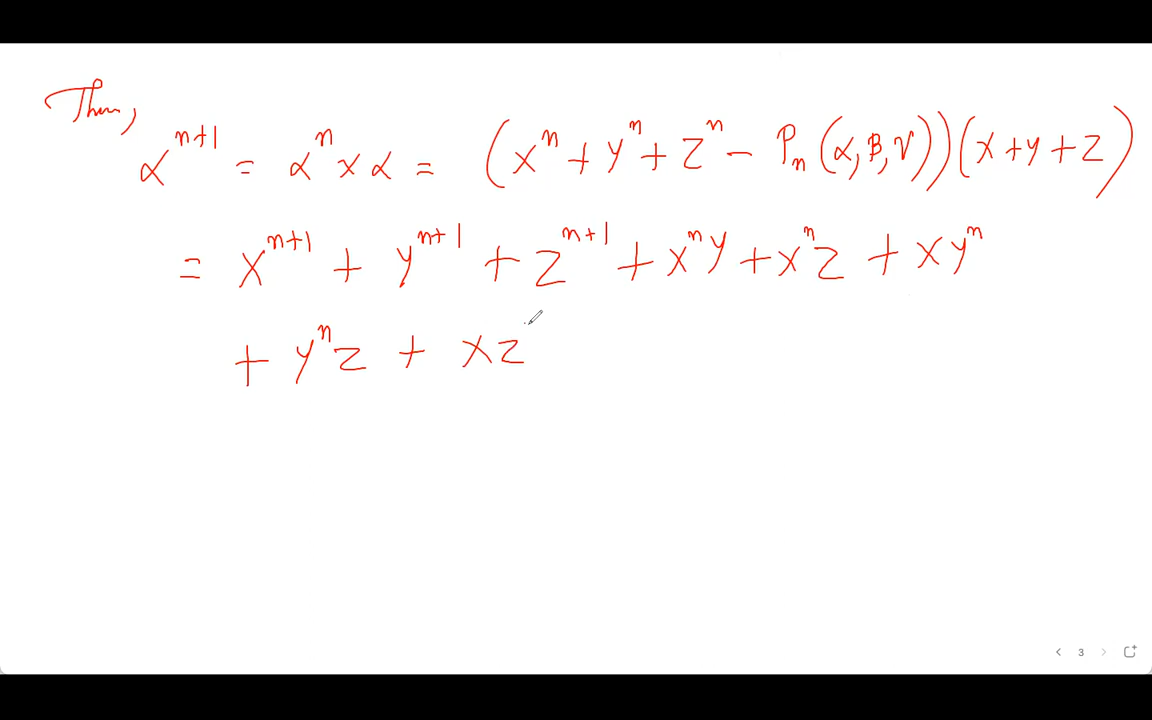 Then,
α^{n+1} = α^n × α = (x^n + y^n + z^n - P_n(α, β, γ))(x + y + z)
= x^{n+1} + y^{n+1} + z^{n+1} + x^n y + x^n z + x y^n
+ y^n z + x z
3